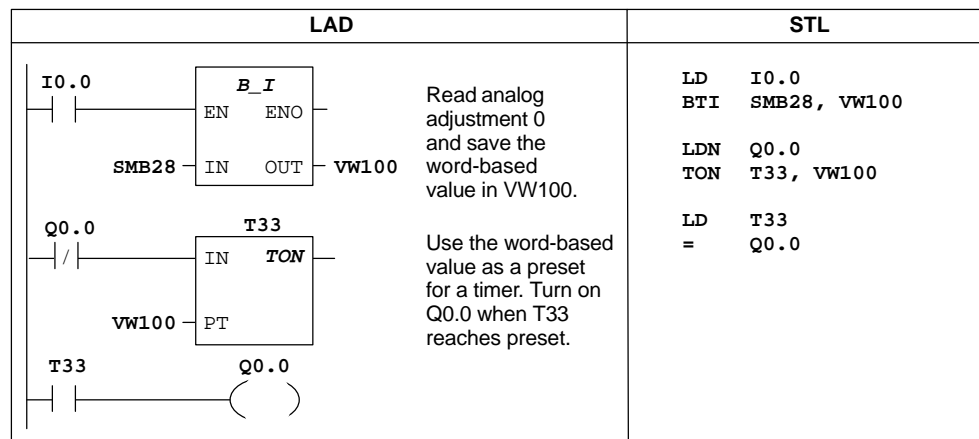 LAD
STL
I0.0
B_I
EN ENO
SMB28 IN OUT VW100
Read analog
adjustment 0
and save the
word-based
value in VW100.
Q0.0
/
T33
IN TON
VW100 PT
Use the word-based
value as a preset
for a timer. Turn on
Q0.0 when T33
reaches preset.
T33
Q0.0
LD I0.0
BTI SMB28, VW100
LDN Q0.0
TON T33, VW100
LD T33
= Q0.0